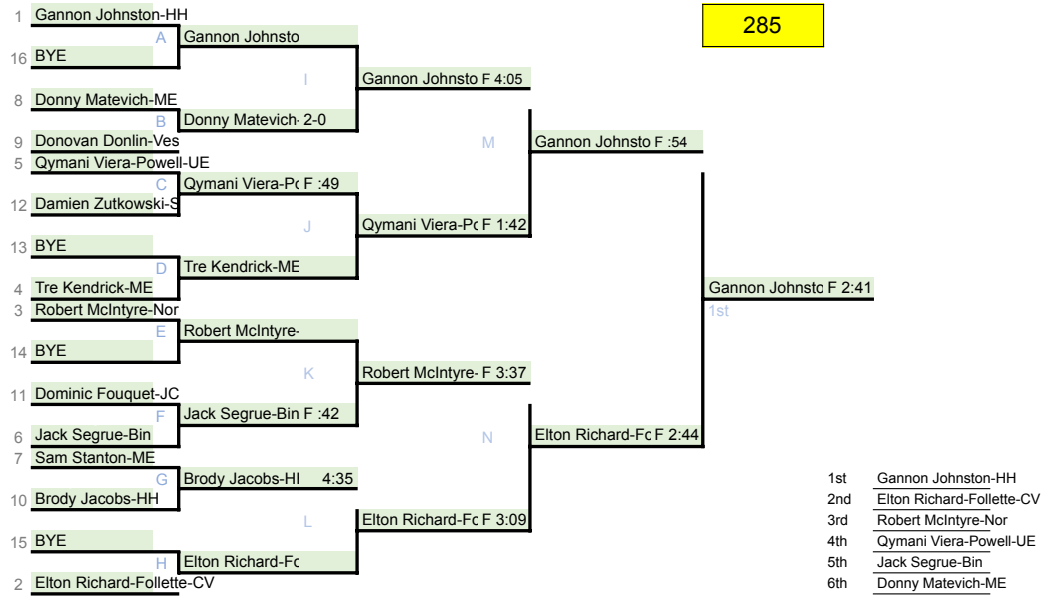 285
1 Gannon Johnston-HH
A Gannon Johnsto
16 BYE
I Gannon Johnsto F 4:05
8 Donny Matevich-ME
B Donny Matevich- 2-0
9 Donovan Donlin-Ves
M Gannon Johnsto F :54
5 Qymani Viera-Powell-UE
C Qymani Viera-Po F :49
12 Damien Zutkowski-S
J Qymani Viera-Po F 1:42
13 BYE
D Tre Kendrick-ME
4 Tre Kendrick-ME
Gannon Johnsto F 2:41
1st
3 Robert McIntyre-Nor
E Robert McIntyre-
14 BYE
K Robert McIntyre- F 3:37
11 Dominic Fouquet-JC
F Jack Segrue-Bin F :42
6 Jack Segrue-Bin
N Elton Richard-Fo F 2:44
7 Sam Stanton-ME
G Brody Jacobs-HH 4:35
10 Brody Jacobs-HH
L Elton Richard-Fo F 3:09
15 BYE
H Elton Richard-Fo
2 Elton Richard-Follette-CV
1st Gannon Johnston-HH
2nd Elton Richard-Follette-CV
3rd Robert McIntyre-Nor
4th Qymani Viera-Powell-UE
5th Jack Segrue-Bin
6th Donny Matevich-ME